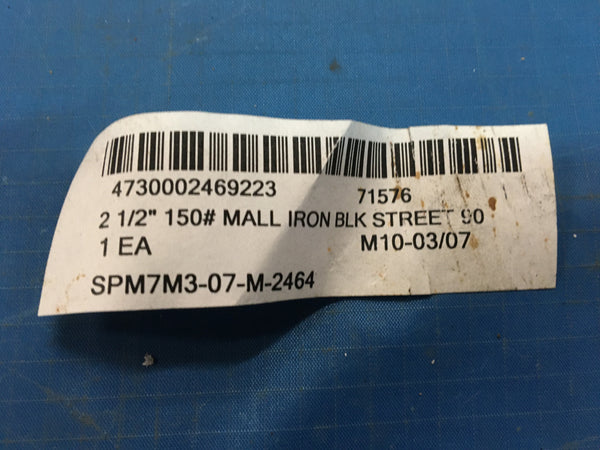 4730002469223 71576
2 1/2" 150# MALL IRON BLK STREET 90
1 EA M10-03/07
SPM7M3-07-M-2464